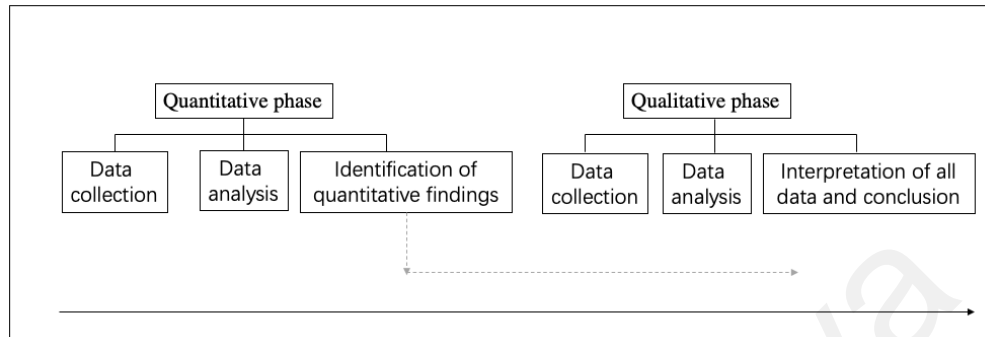 Quantitative phase
Data
collection
Data
analysis
Identification of
quantitative findings
Qualitative phase
Data
collection
Data
analysis
Interpretation of all
data and conclusion